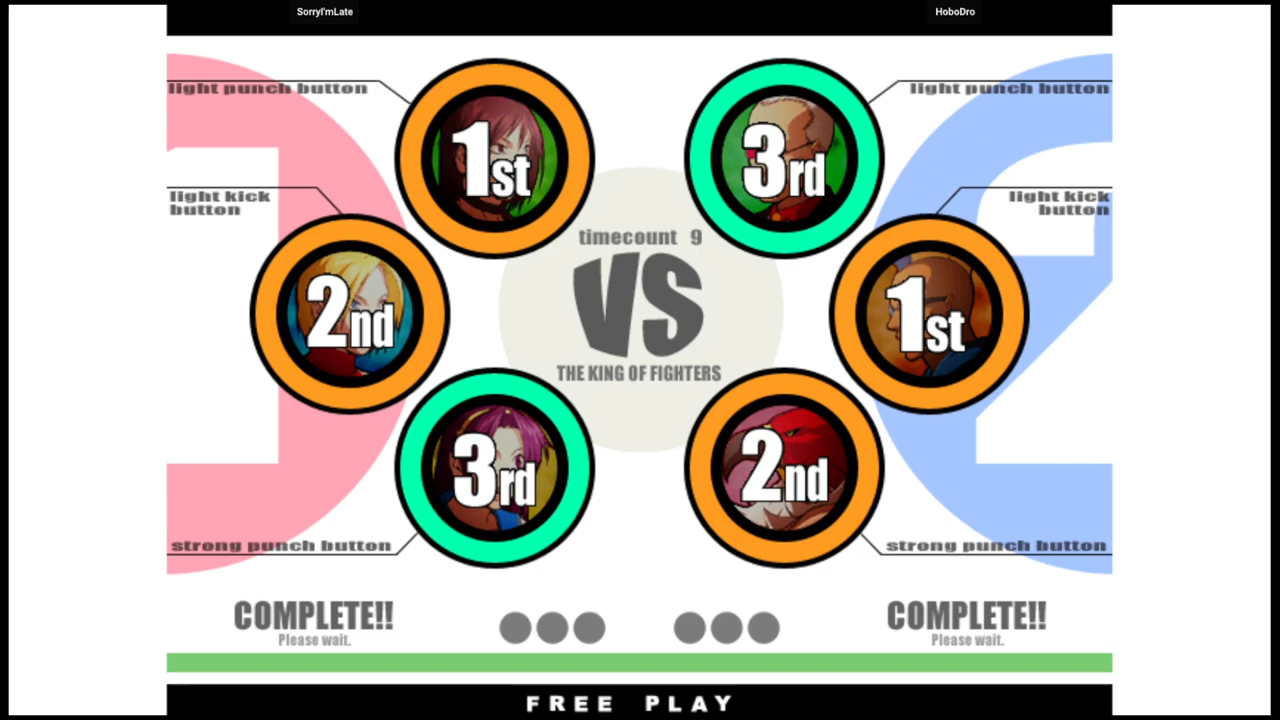 SorryI'mLate
HoboDro
light punch button
light punch button
1st
3rd
light kick
button
light kick
button
timecount 9
VS
THE KING OF FIGHTERS
2nd
1st
3rd
2nd
strong punch button
strong punch button
COMPLETE!!
Please wait.
COMPLETE!!
Please wait.
FREE PLAY